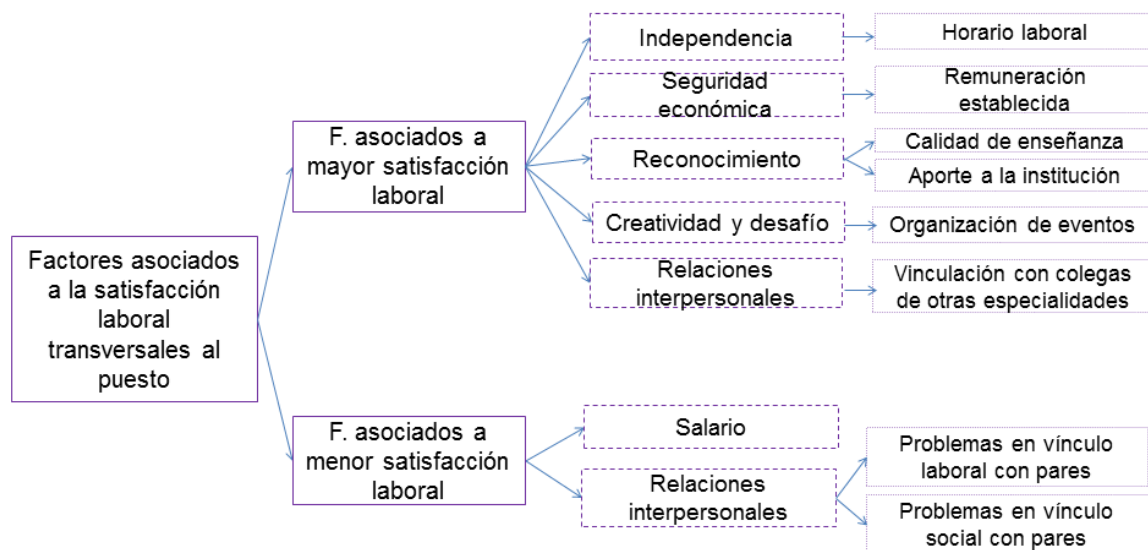 Factores asociados
a la satisfacción
laboral
transversales al
puesto
F. asociados a
mayor satisfacción
laboral
Independencia
Horario laboral
Seguridad
económica
Remuneración
establecida
Reconocimiento
Calidad de enseñanza
Aporte a la institución
Creatividad y desafío
Organización de eventos
Relaciones
interpersonales
Vinculación con colegas
de otras especialidades
F. asociados a
menor satisfacción
laboral
Salario
Relaciones
interpersonales
Problemas en vínculo
laboral con pares
Problemas en vínculo
social con pares